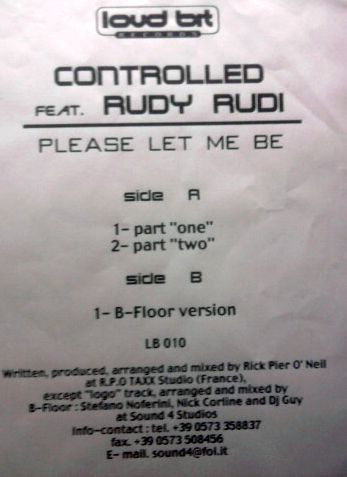 loud bit
RECORDS
CONTROLLED
FEAT. RUDY RUDI
PLEASE LET ME BE
side A
1- part "one"
2- part "two"
side B
1- B-Floor version
LB 010
Written, produced, arranged and mixed by Rick Pier O' Neil
at R.P.O TAXX Studio (France),
except "logo" track, arranged and mixed by
B-Floor : Stefano Noferini, Nick Corline and Dj Guy
at Sound 4 Studios
Info-contact : tel. +39 0573 358837
fax. +39 0573 508456
E- mail. sound4@fol.it